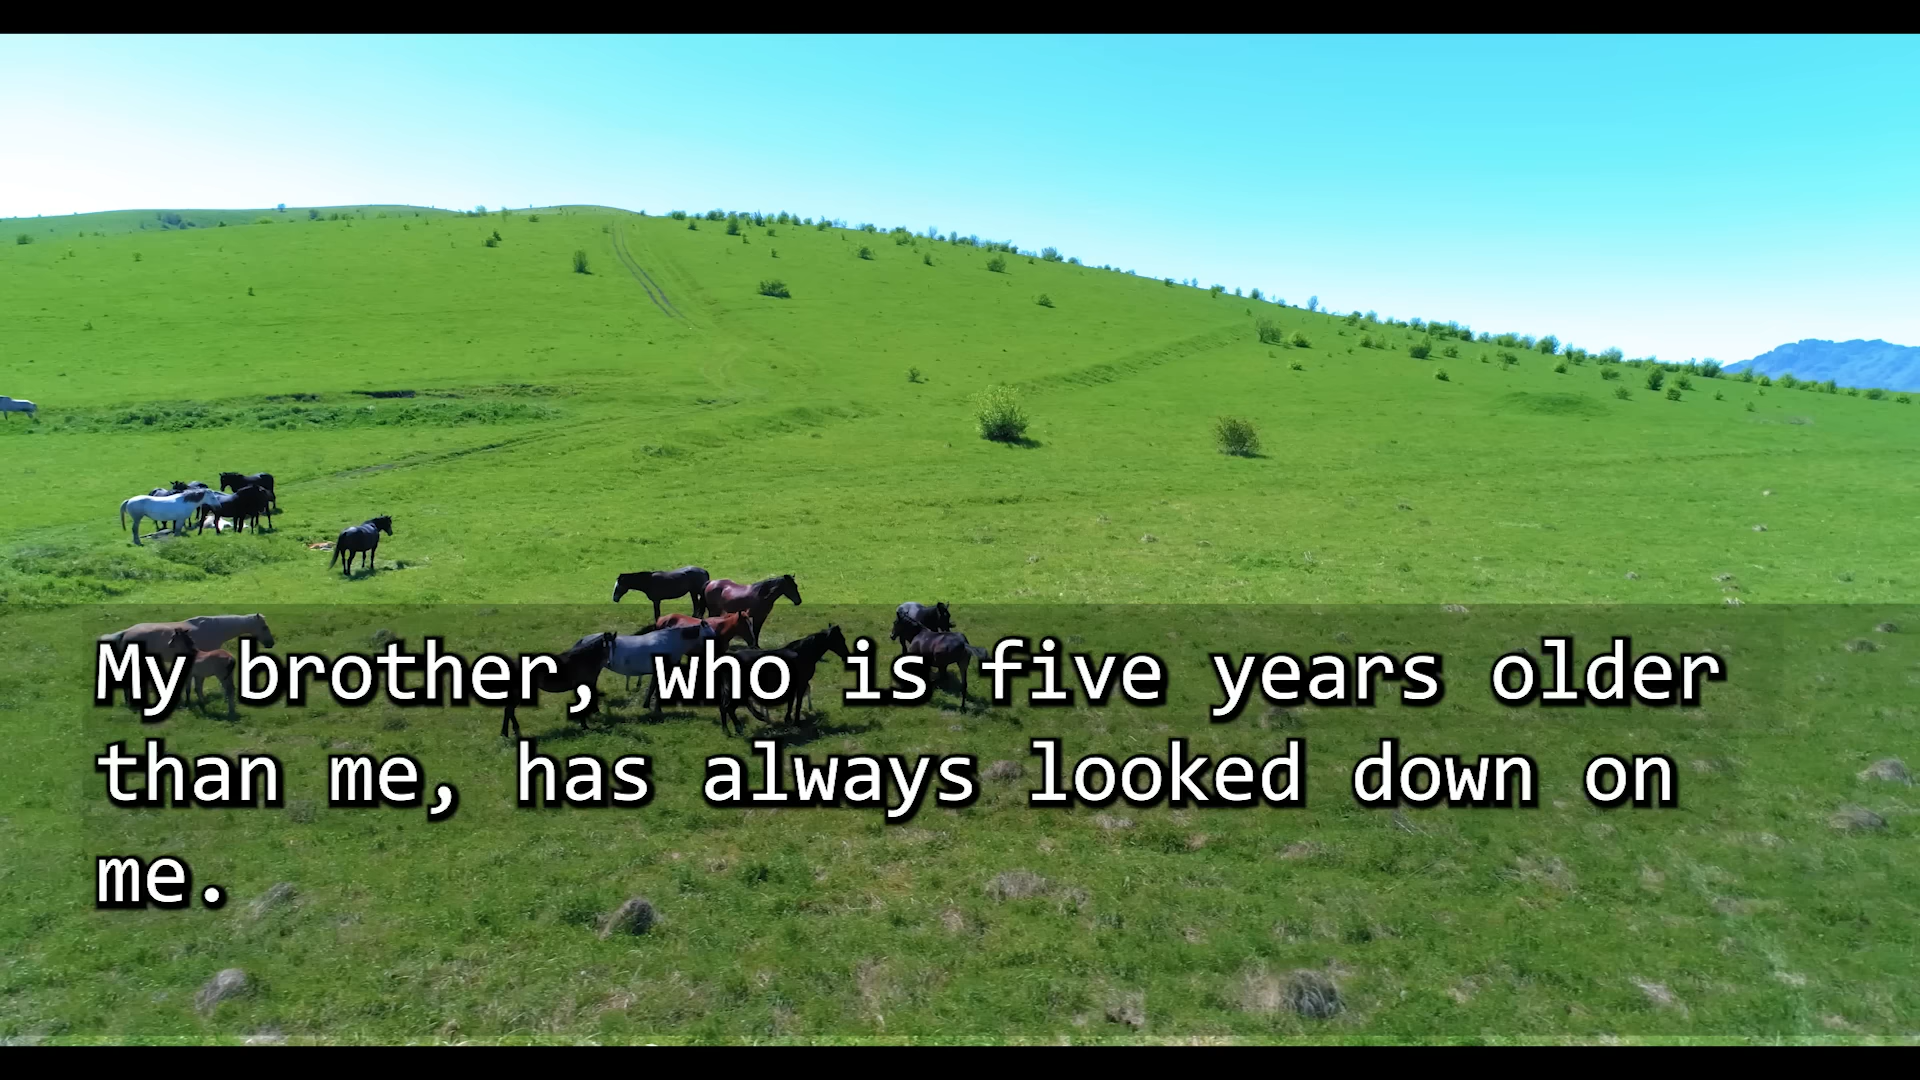 My brother, who is five years older
than me, has always looked down on
me.